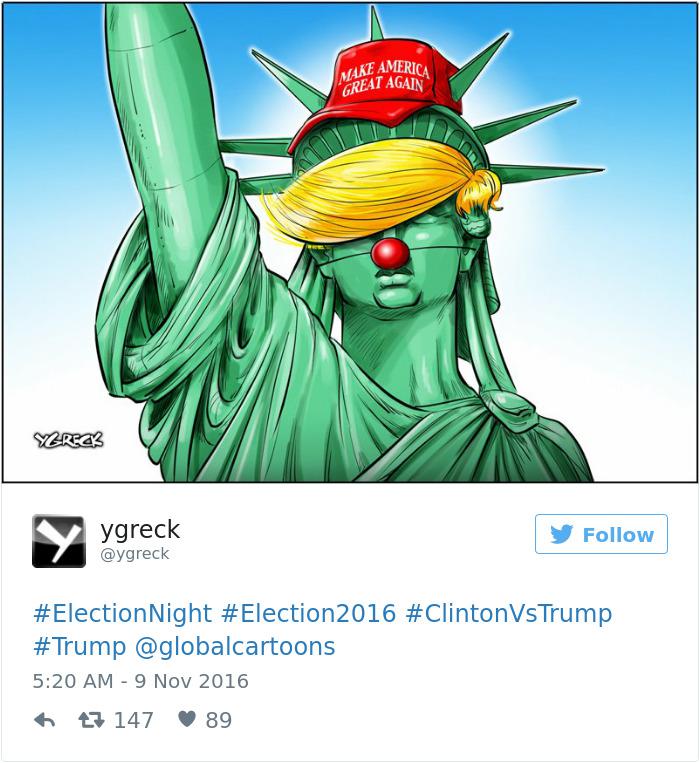 MAKE AMERICA
GREAT AGAIN
YGRECK
ygreck
@ygreck
Follow
#ElectionNight #Election2016 #ClintonVsTrump
#Trump @globalcartoons
5:20 AM - 9 Nov 2016
147 89